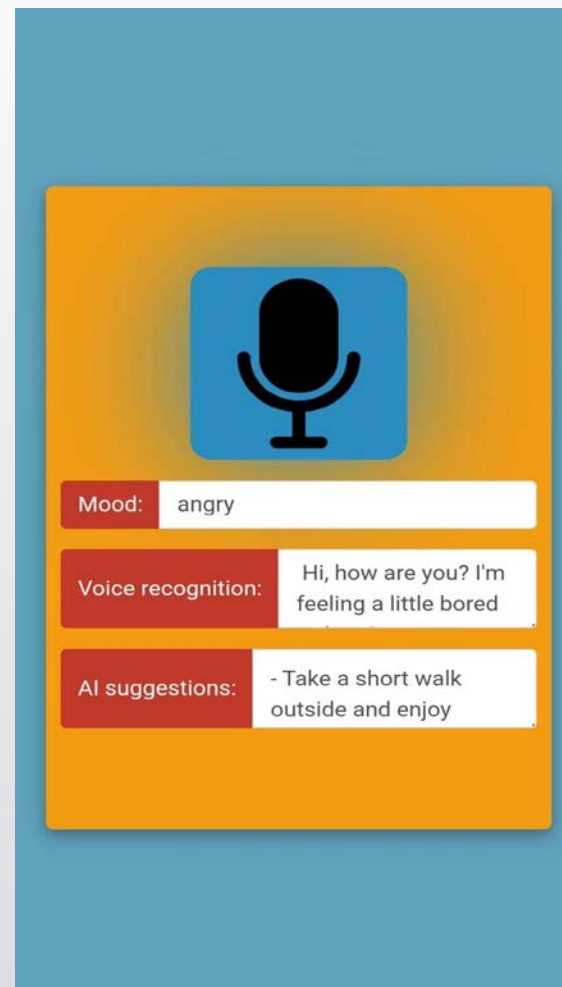 Mood: angry
Voice recognition: Hi, how are you? I'm
feeling a little bored
AI suggestions: - Take a short walk
outside and enjoy